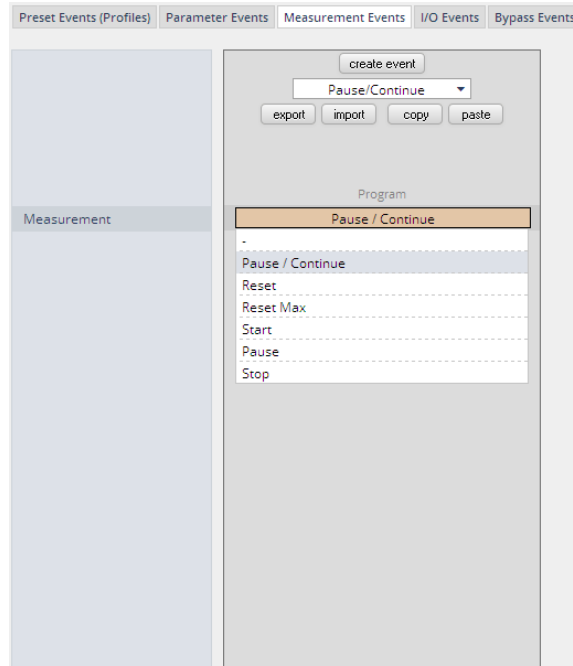 Preset Events (Profiles) Parameter Events Measurement Events I/O Events Bypass Events
create event
Pause/Continue
export import copy paste
Program
Measurement Pause / Continue
-
Pause / Continue
Reset
Reset Max
Start
Pause
Stop